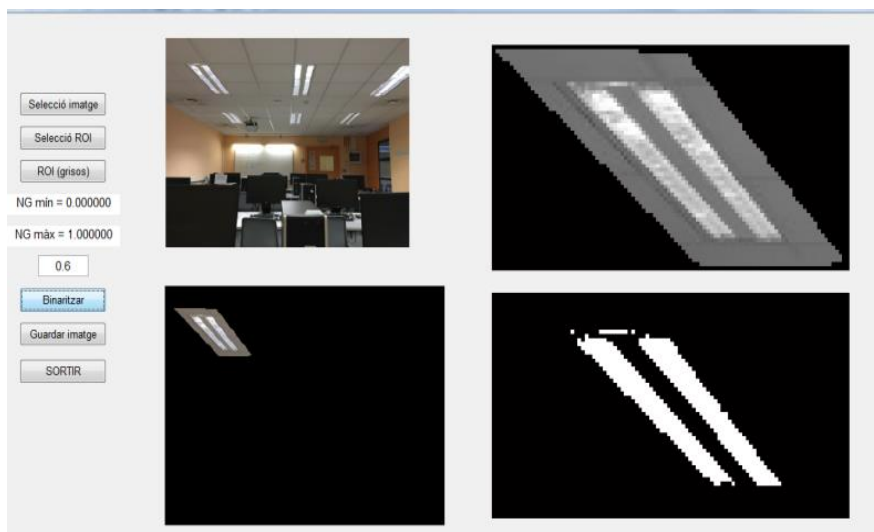 Selecció imatge
Selecció ROI
ROI (grisos)
NG mín = 0.000000
NG màx = 1.000000
0.6
Binaritzar
Guardar imatge
SORTIR